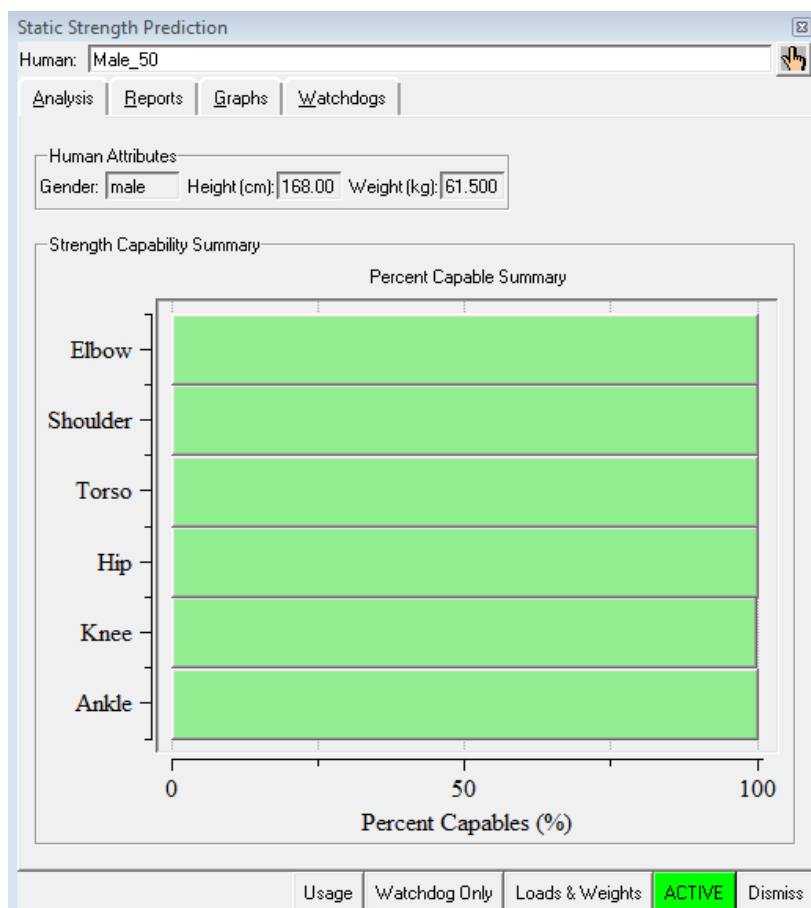 Static Strength Prediction
Human: Male_50
Analysis Reports Graphs Watchdogs
Human Attributes
Gender: male Height (cm): 168.00 Weight (kg): 61.500
Strength Capability Summary
Percent Capable Summary
Elbow
Shoulder
Torso
Hip
Knee
Ankle
0 50 100
Percent Capables (%)
Usage Watchdog Only Loads & Weights ACTIVE Dismiss